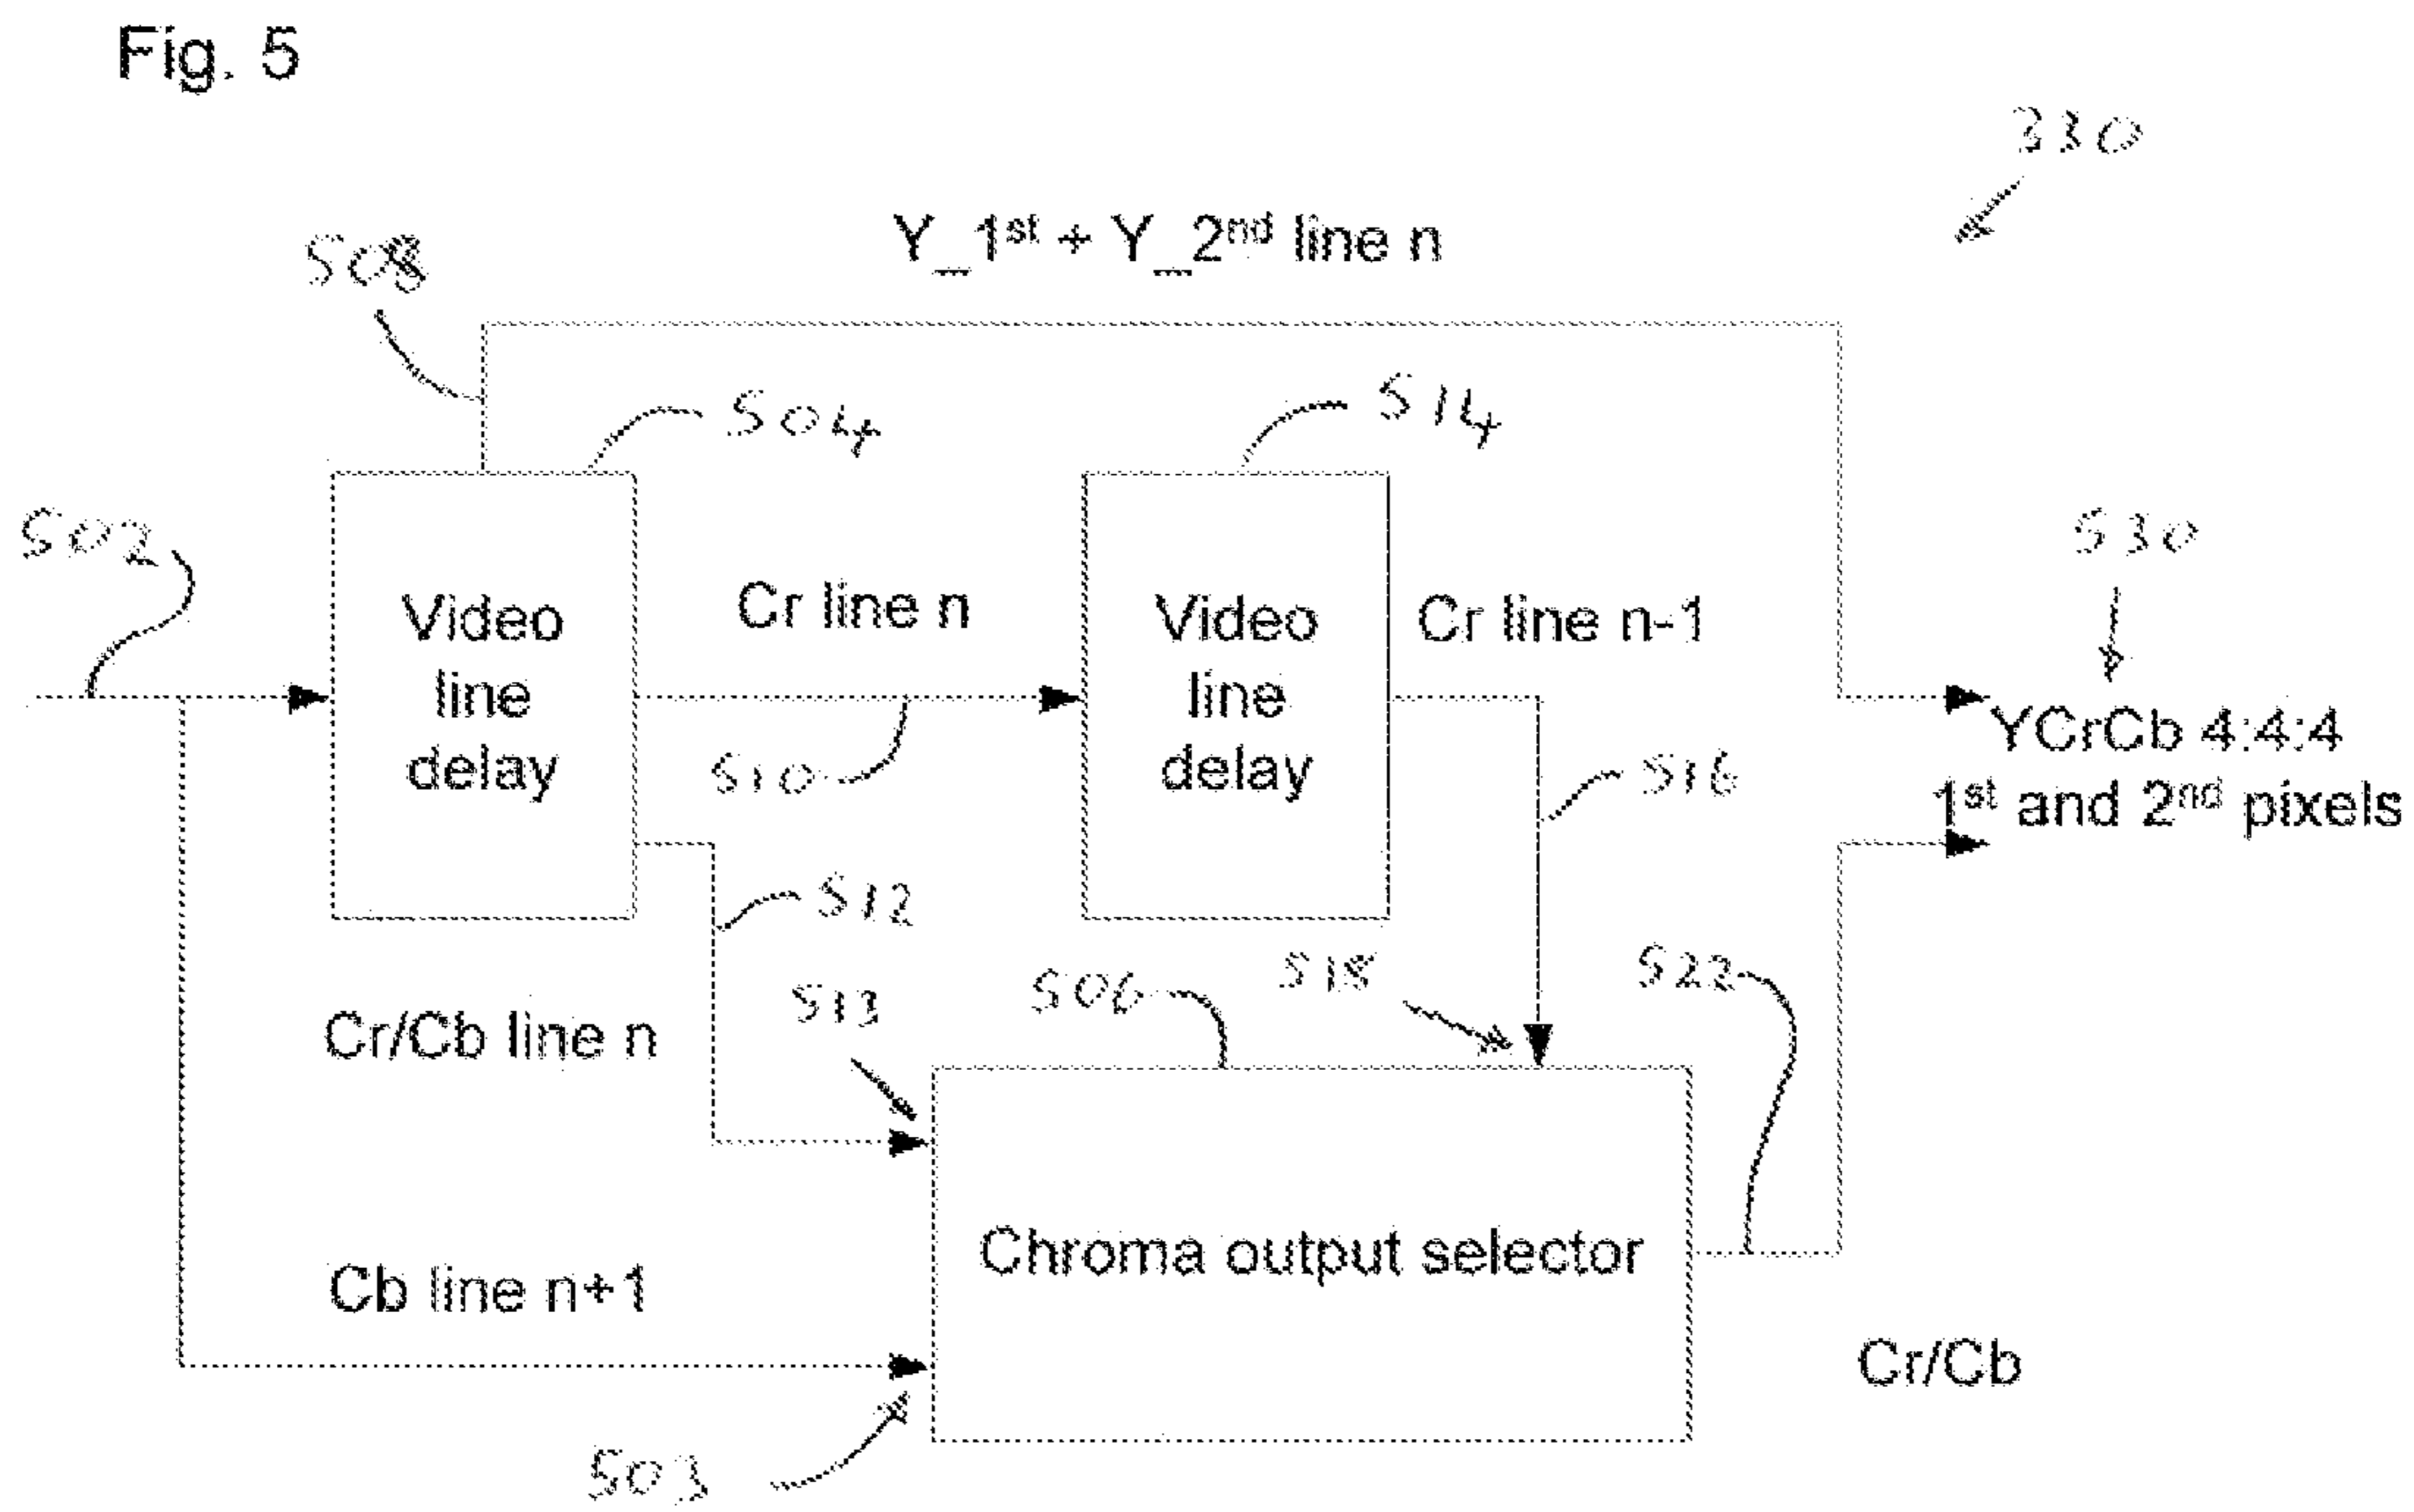 Fig. 5
330
508
Y_1st + Y_2nd line n
504
514
502
530
Video
line
delay
Cr line n
Video
line
delay
Cr line n-1
510
516
YCrCb 4:4:4
1st and 2nd pixels
512
513
506
518
522
Cr/Cb line n
Chroma output selector
Cb line n+1
Cr/Cb
503